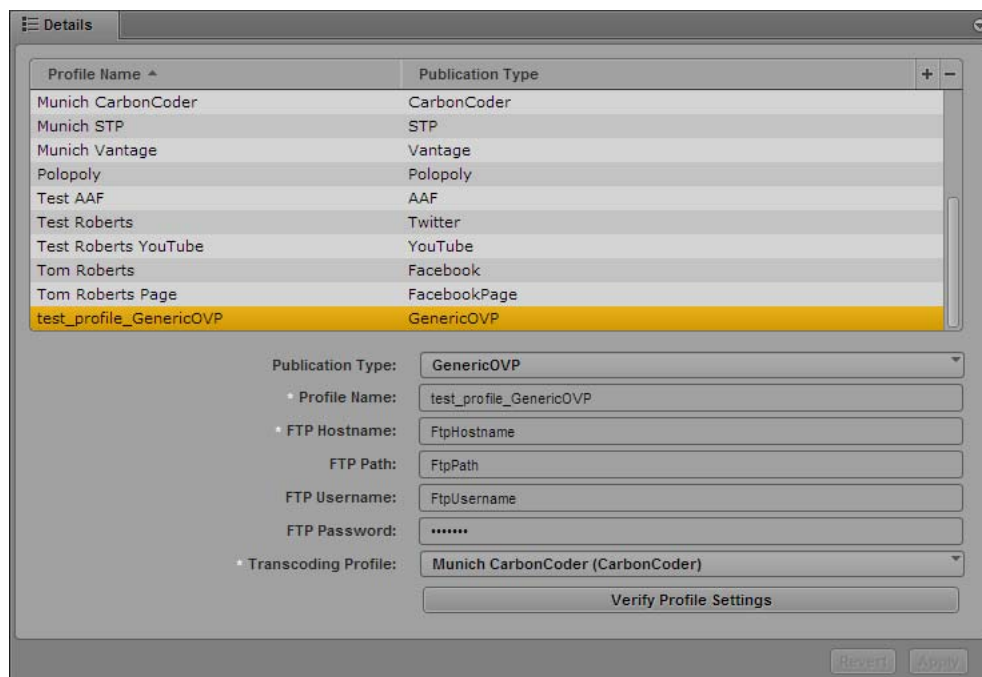 Details
Profile Name Publication Type + −
Munich CarbonCoder CarbonCoder
Munich STP STP
Munich Vantage Vantage
Polopoly Polopoly
Test AAF AAF
Test Roberts Twitter
Test Roberts YouTube YouTube
Tom Roberts Facebook
Tom Roberts Page FacebookPage
test_profile_GenericOVP GenericOVP
Publication Type: GenericOVP
* Profile Name: test_profile_GenericOVP
* FTP Hostname: FtpHostname
FTP Path: FtpPath
FTP Username: FtpUsername
FTP Password: •••••••
* Transcoding Profile: Munich CarbonCoder (CarbonCoder)
Verify Profile Settings
Revert Apply